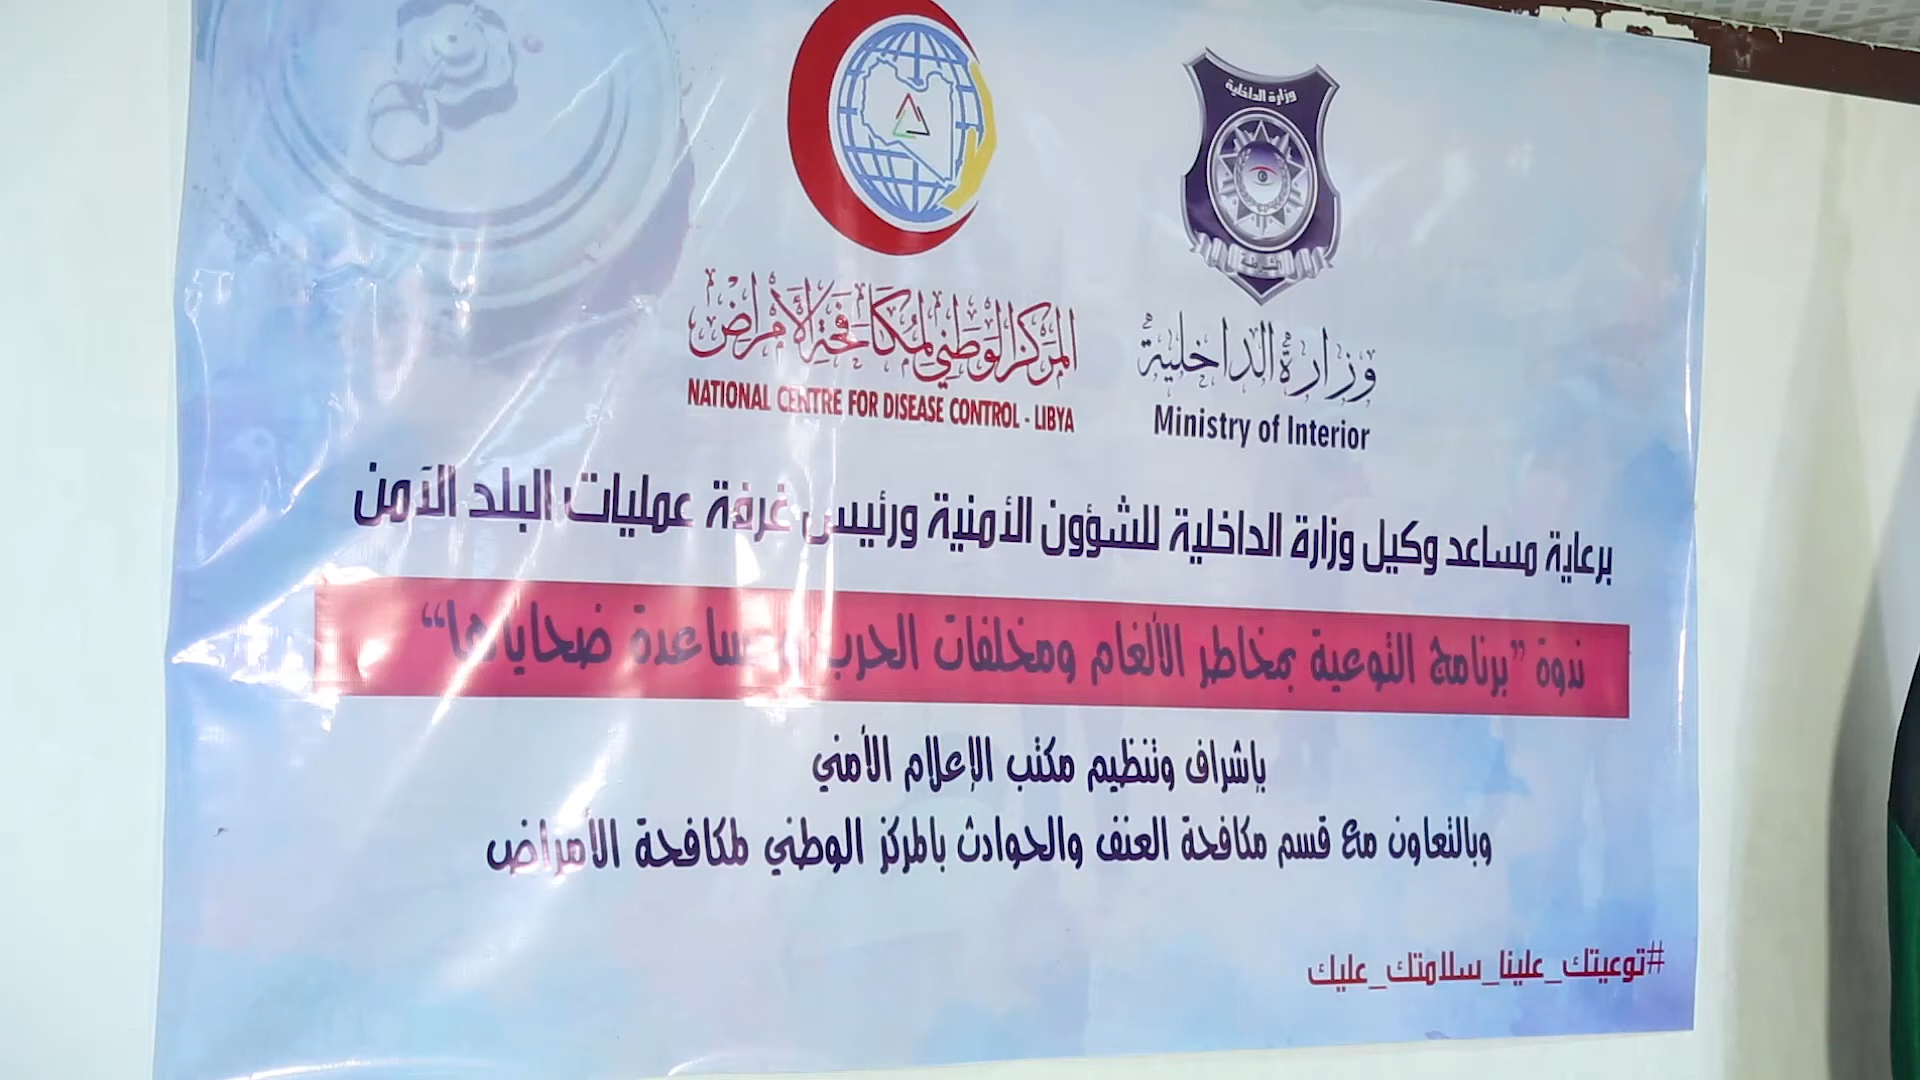 وزارة الداخلية
الشرطة
المركز الوطني لمكافحة الأمراض
NATIONAL CENTRE FOR DISEASE CONTROL - LIBYA
وزارة الداخلية
Ministry of Interior
برعاية مساعد وكيل وزارة الداخلية للشؤون الأمنية ورئيس غرفة عمليات البلد الآمن
ندوة ”برنامج التوعية بمخاطر الألغام ومخلفات الحرب ومساعدة ضحاياها“
بإشراف وتنظيم مكتب الإعلام الأمني
وبالتعاون مع قسم مكافحة العنف والحوادث بالمركز الوطني لمكافحة الأمراض
#توعيتك_علينا_سلامتك_عليك